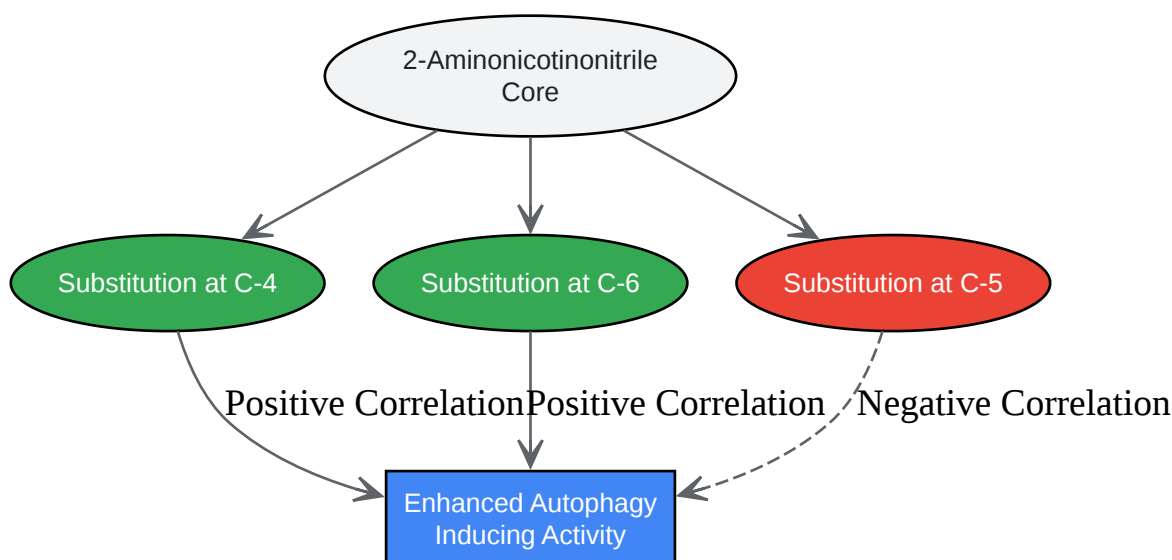 2-Aminonicotinonitrile
Core
Substitution at C-4
Substitution at C-6
Substitution at C-5
Positive Correlation
Positive Correlation
Negative Correlation
Enhanced Autophagy
Inducing Activity